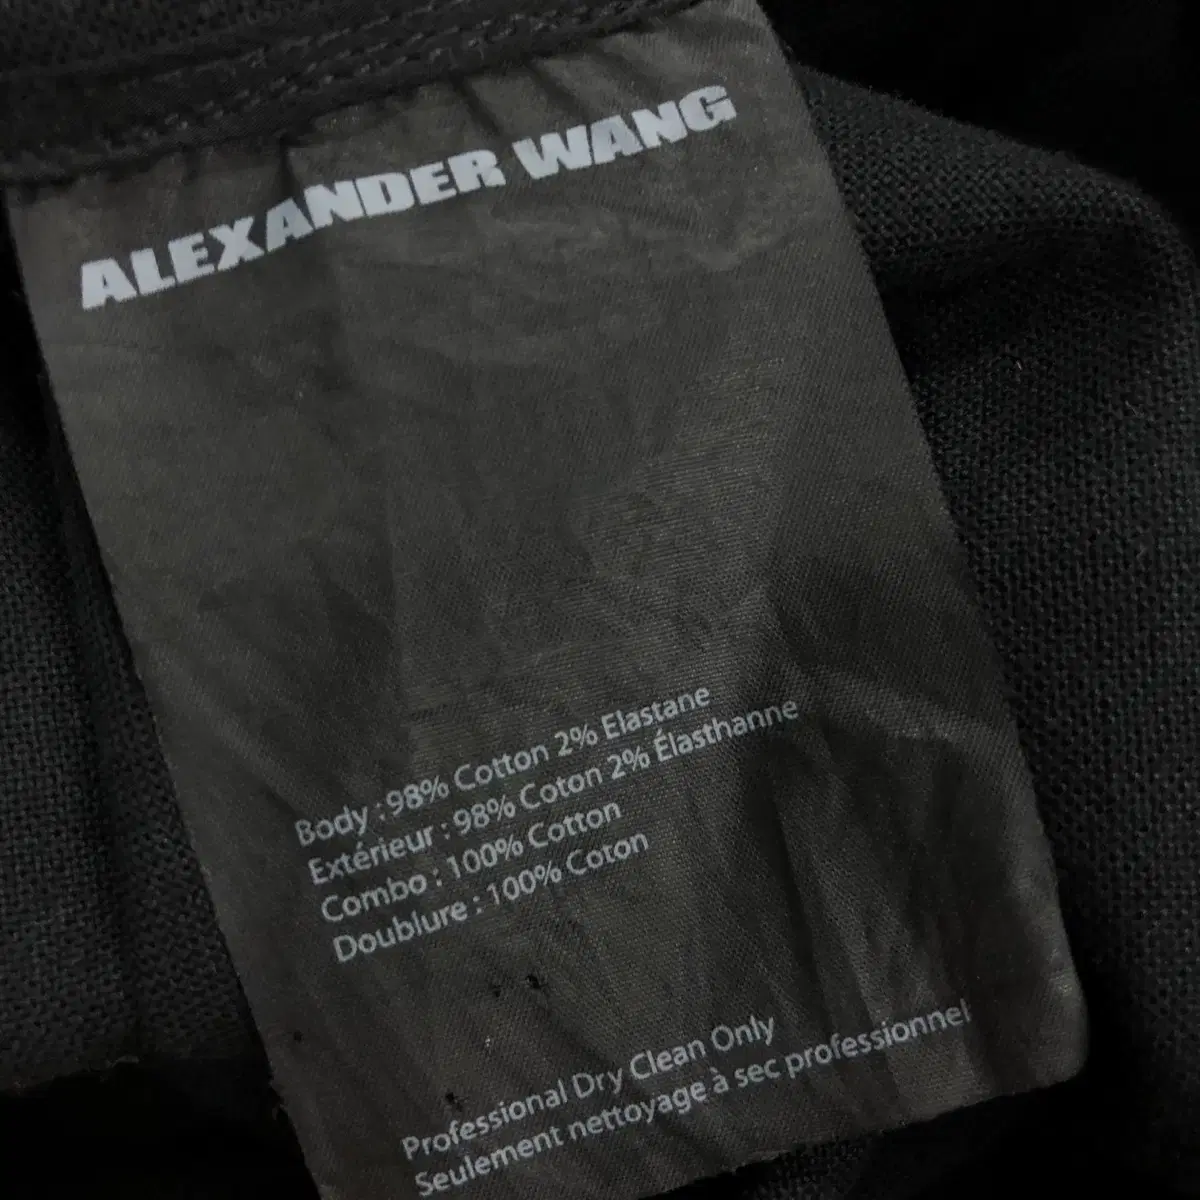 ALEXANDER WANG
Body : 98% Cotton 2% Elastane
Extérieur : 98% Coton 2% Élasthanne
Combo : 100% Cotton
Doublure : 100% Coton
Professional Dry Clean Only
Seulement nettoyage à sec professionnel